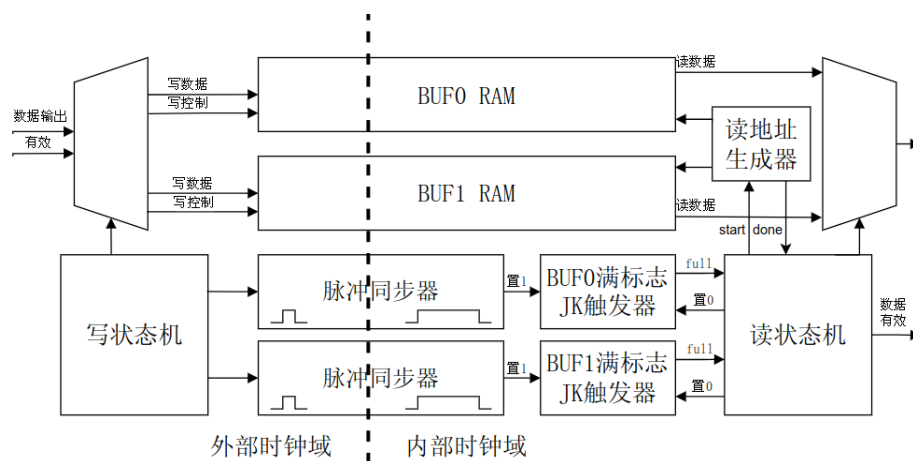 写数据
写控制
BUF0 RAM
读数据
数据输出
有效
读地址
生成器
写数据
写控制
BUF1 RAM
读数据
start
done
写状态机
脉冲同步器
置1
BUF0满标志
JK触发器
full
置0
读状态机
数据
有效
脉冲同步器
置1
BUF1满标志
JK触发器
full
置0
外部时钟域
内部时钟域